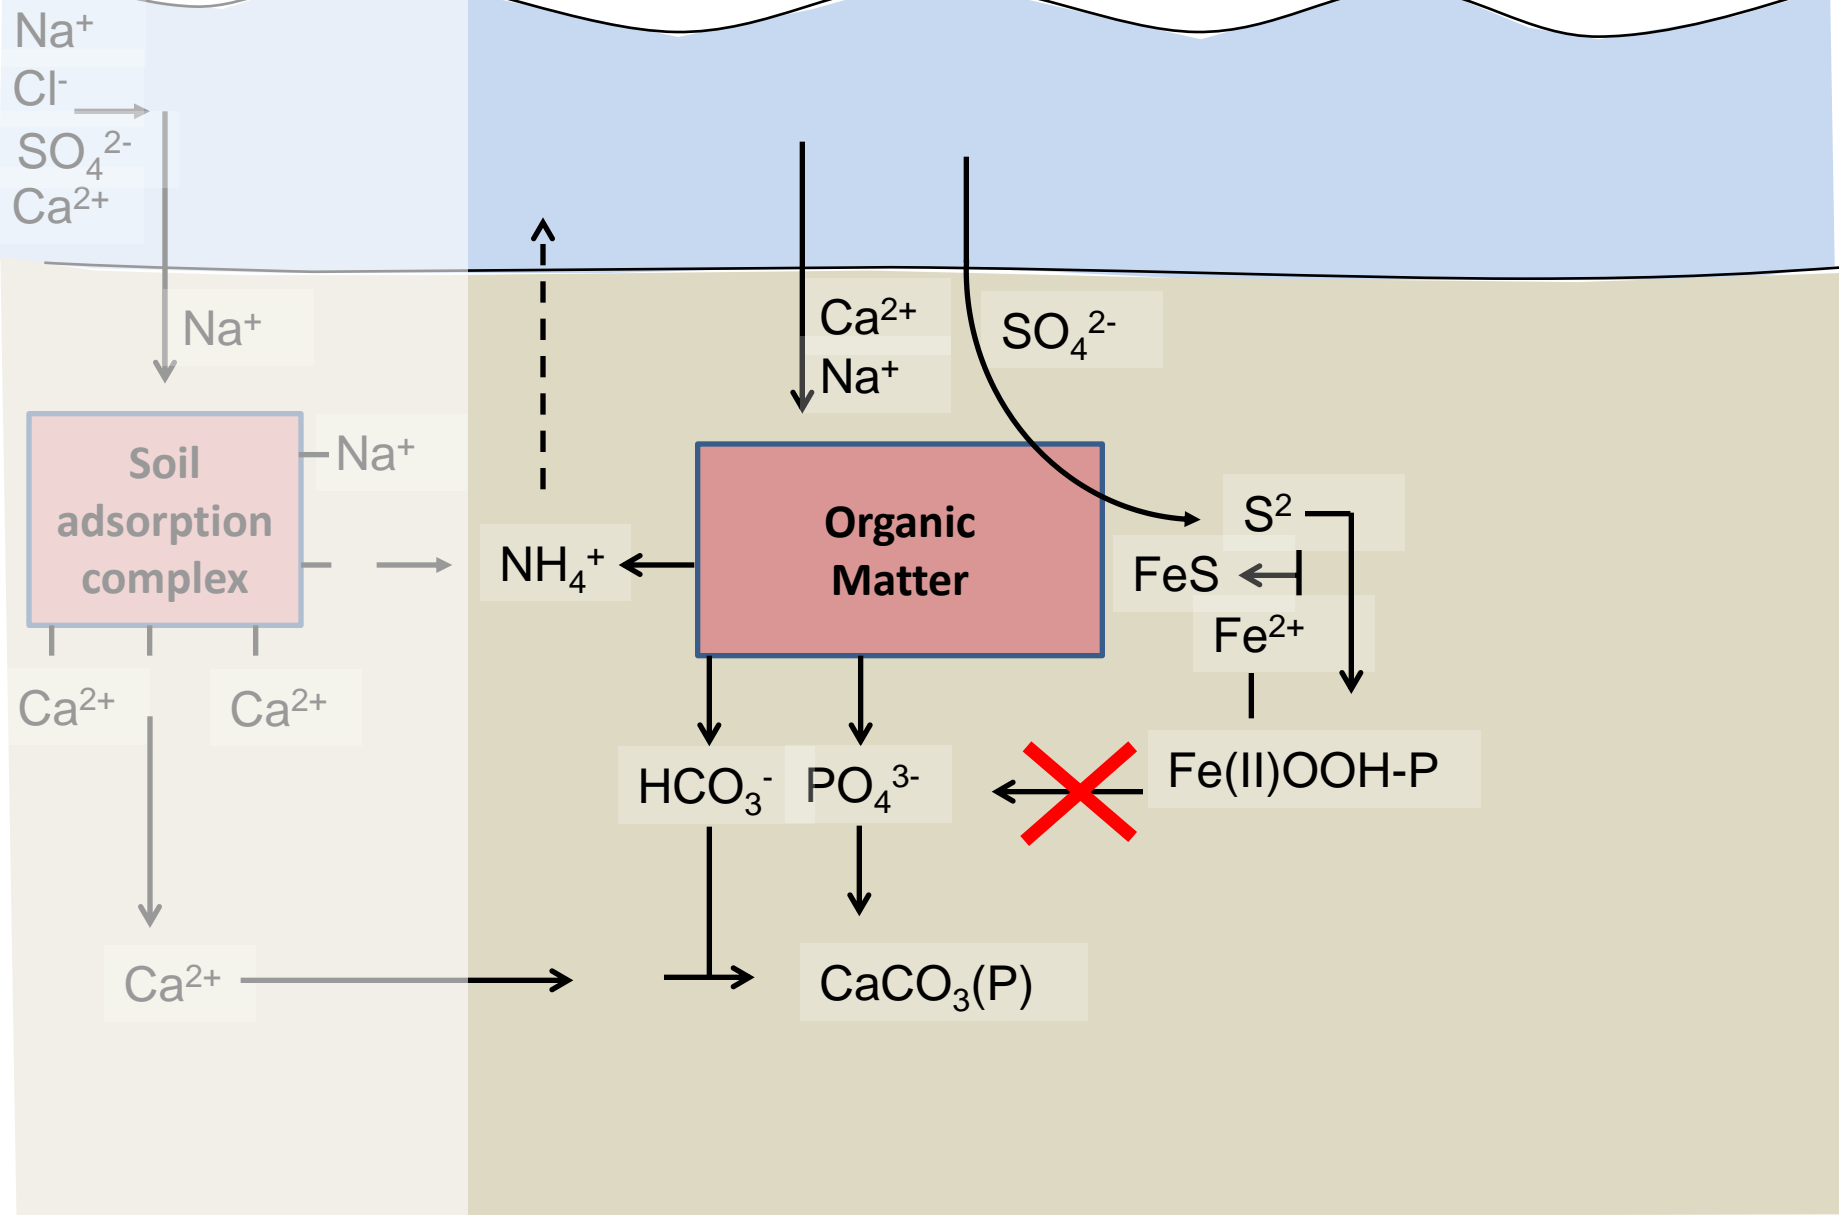 Na⁺
Cl⁻
SO₄²⁻
Ca²⁺
Na⁺
Ca²⁺
Na⁺
SO₄²⁻
Soil
adsorption
complex
Na⁺
NH₄⁺
Organic
Matter
S²
FeS
Fe²⁺
Ca²⁺
Ca²⁺
HCO₃⁻
PO₄³⁻
Fe(II)OOH-P
Ca²⁺
CaCO₃(P)